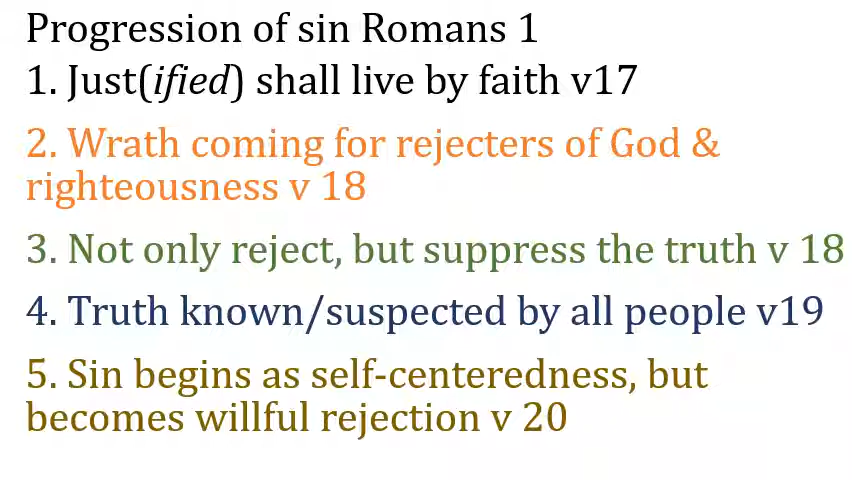 Progression of sin Romans 1
1. Just(ified) shall live by faith v17
2. Wrath coming for rejecters of God &
righteousness v 18
3. Not only reject, but suppress the truth v 18
4. Truth known/suspected by all people v19
5. Sin begins as self-centeredness, but
becomes willful rejection v 20